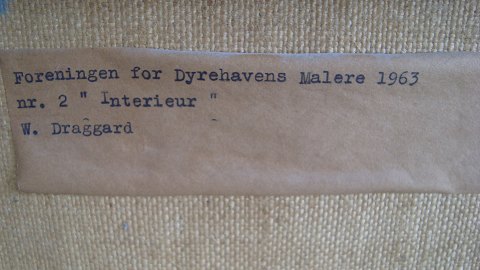 Foreningen for Dyrehavens Malere 1963
nr. 2 " Interieur "
W. Draggard